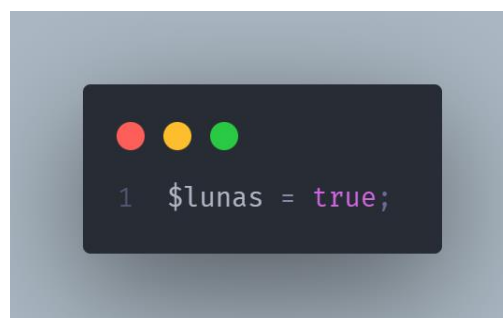 1 $lunas = true;